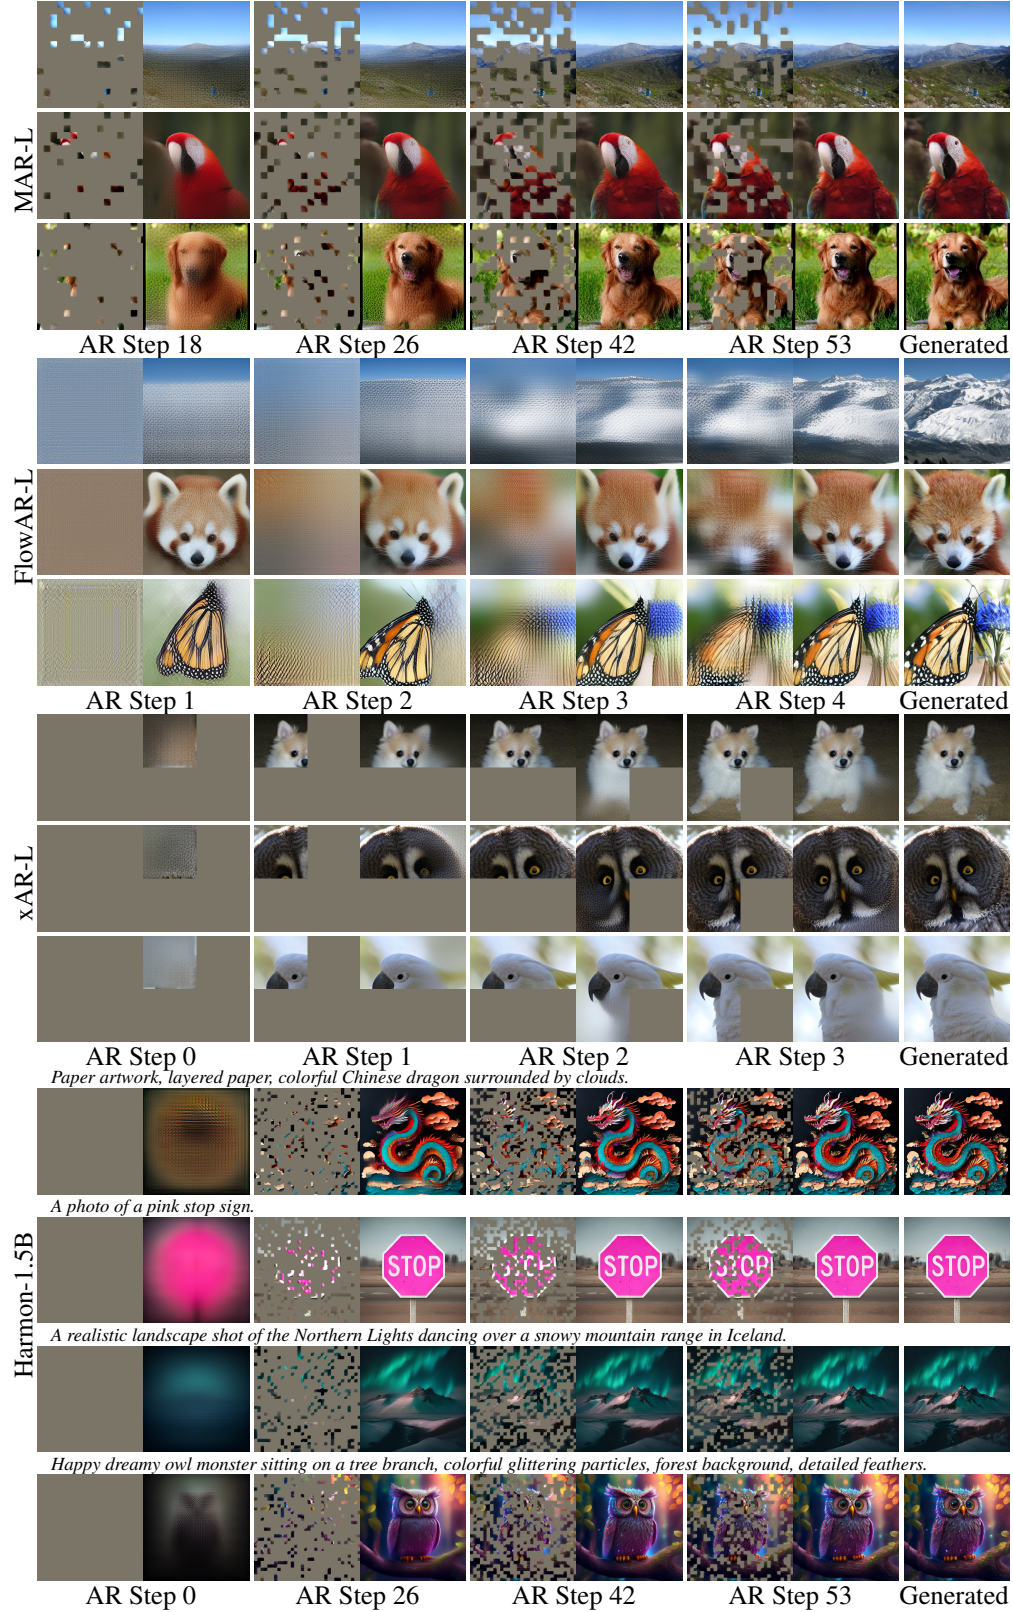 MAR-L
AR Step 18 AR Step 26 AR Step 42 AR Step 53 Generated
FlowAR-L
AR Step 1 AR Step 2 AR Step 3 AR Step 4 Generated
xAR-L
AR Step 0 AR Step 1 AR Step 2 AR Step 3 Generated
Harmon-1.5B
Paper artwork, layered paper, colorful Chinese dragon surrounded by clouds.
A photo of a pink stop sign.
STOP STOP STOP STOP STOP
A realistic landscape shot of the Northern Lights dancing over a snowy mountain range in Iceland.
Happy dreamy owl monster sitting on a tree branch, colorful glittering particles, forest background, detailed feathers.
AR Step 0 AR Step 26 AR Step 42 AR Step 53 Generated